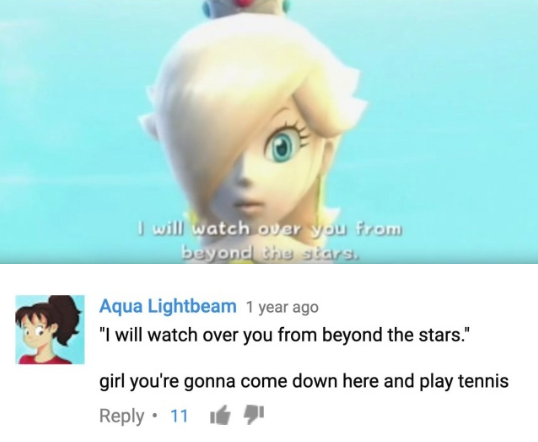 I will watch over you from
beyond the stars.
Aqua Lightbeam 1 year ago
"I will watch over you from beyond the stars."
girl you're gonna come down here and play tennis
Reply • 11